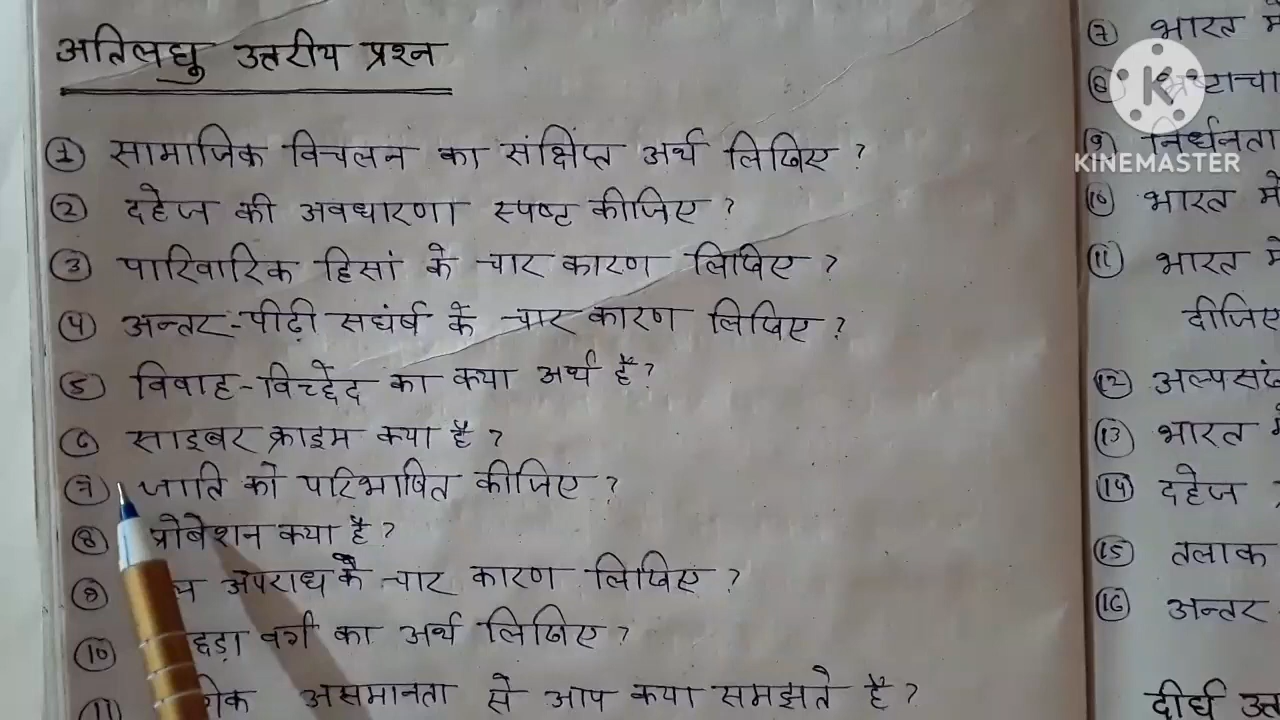 अतिलघु उत्तरीय प्रश्न
① सामाजिक विचलन का संक्षिप्त अर्थ लिखिए ?
② दहेज की अवधारणा स्पष्ट कीजिए ?
③ पारिवारिक हिसां के चार कारण लिखिए ?
④ अन्तर-पीढ़ी सघंर्ष के चार कारण लिखिए ?
⑤ विवाह-विच्छेद का क्या अर्थ है ?
⑥ साइबर क्राइम क्या है ?
⑦ जाति को परिभाषित कीजिए ?
⑧ प्रोबेशन क्या है ?
⑨ अपराध के चार कारण लिखिए ?
⑩ वर्ग का अर्थ लिखिए ?
⑪ असमानता से आप क्या समझते है ?
⑦ भारत मे
⑧
⑨ निर्धनता
⑩ भारत मे
⑪ भारत मे
दीजिए
⑫
⑬ भारत
⑭ दहेज
⑮ तलाक
⑯ अन्तर
दीर्घ
KINEMASTER